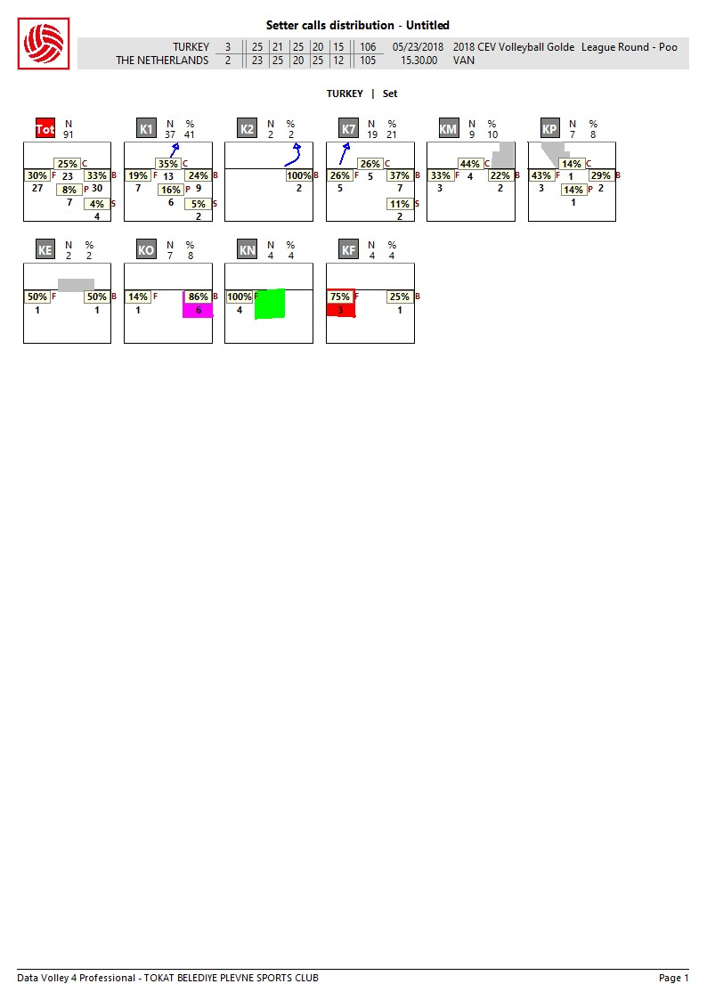 Setter calls distribution - Untitled
TURKEY 3 25 21 25 20 15 106 05/23/2018 2018 CEV Volleyball Golde League Round - Poo
THE NETHERLANDS 2 23 25 20 25 12 105 15.30.00 VAN
TURKEY | Set
Tot N K1 N % K2 N % K7 N % KM N % KP N %
91 37 41 2 2 19 21 9 10 7 8
25% C 35% C 26% C 44% C 14% C
30% F 23 33% B 19% F 13 24% B 100% B 26% F 5 37% B 33% F 4 22% B 43% F 1 29% B
27 8% P 30 7 16% P 9 2 5 7 3 2 3 14% P 2
7 4% S 6 5% S 11% S 1
4 2 2
KE N % KO N % KN N % KF N %
2 2 7 8 4 4 4 4
50% F 50% B 14% F 86% B 100% F 75% F 25% B
1 1 1 6 4 3 1
Data Volley 4 Professional - TOKAT BELEDIYE PLEVNE SPORTS CLUB Page 1